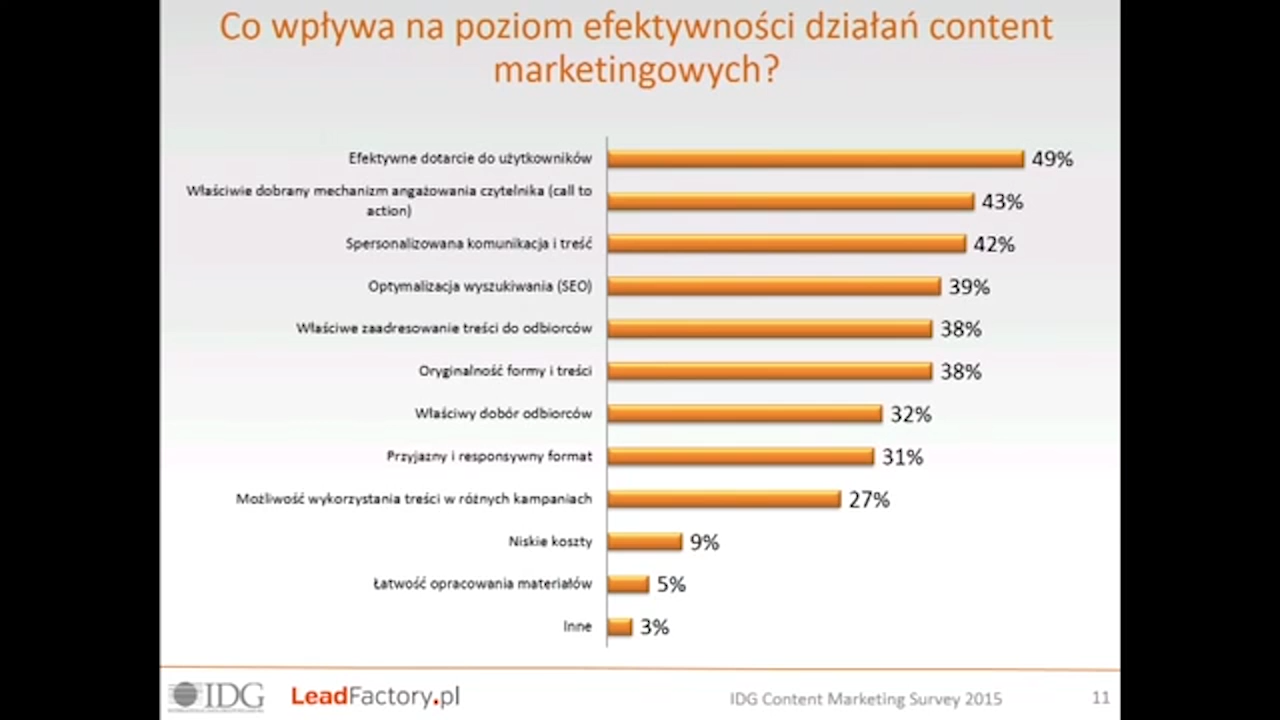 Co wpływa na poziom efektywności działań content
marketingowych?
Efektywne dotarcie do użytkowników
49%
Właściwie dobrany mechanizm angażowania czytelnika (call to
action)
43%
Spersonalizowana komunikacja i treść
42%
Optymalizacja wyszukiwania (SEO)
39%
Właściwe zaadresowanie treści do odbiorców
38%
Oryginalność formy i treści
38%
Właściwy dobór odbiorców
32%
Przyjazny i responsywny format
31%
Możliwość wykorzystania treści w różnych kampaniach
27%
Niskie koszty
9%
Łatwość opracowania materiałów
5%
Inne
3%
IDG
LeadFactory.pl
IDG Content Marketing Survey 2015
11